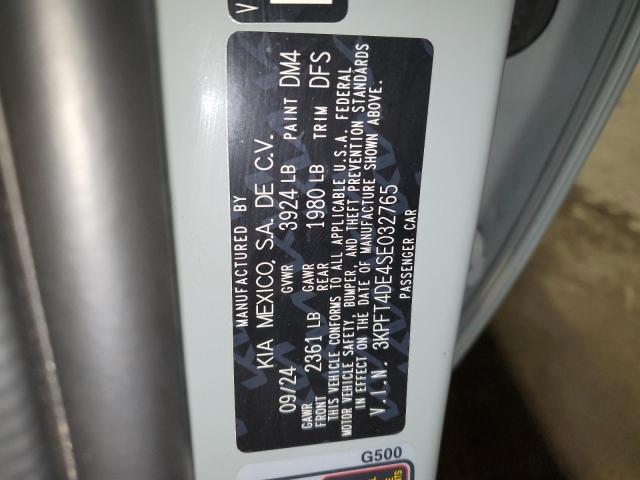 V
MANUFACTURED BY
KIA MEXICO, S.A. DE C.V.
09/24 GVWR 3924 LB PAINT DM4
GAWR FRONT 2361 LB GAWR REAR 1980 LB TRIM DFS
THIS VEHICLE CONFORMS TO ALL APPLICABLE U.S.A. FEDERAL
MOTOR VEHICLE SAFETY, BUMPER, AND THEFT PREVENTION STANDARDS
IN EFFECT ON THE DATE OF MANUFACTURE SHOWN ABOVE.
V.I.N. 3KPFT4DE4SE032765
PASSENGER CAR
G500